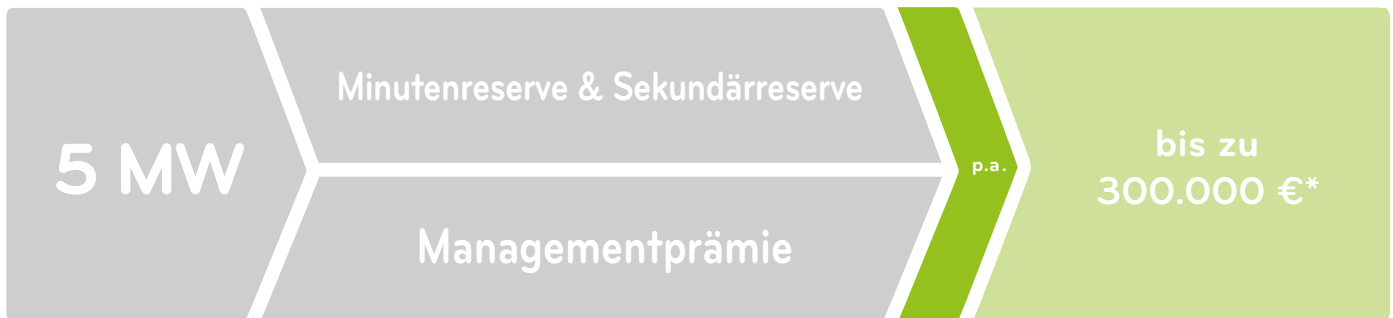 5 MW
Minutenreserve & Sekundärreserve
Managementprämie
p.a.
bis zu
300.000 €*